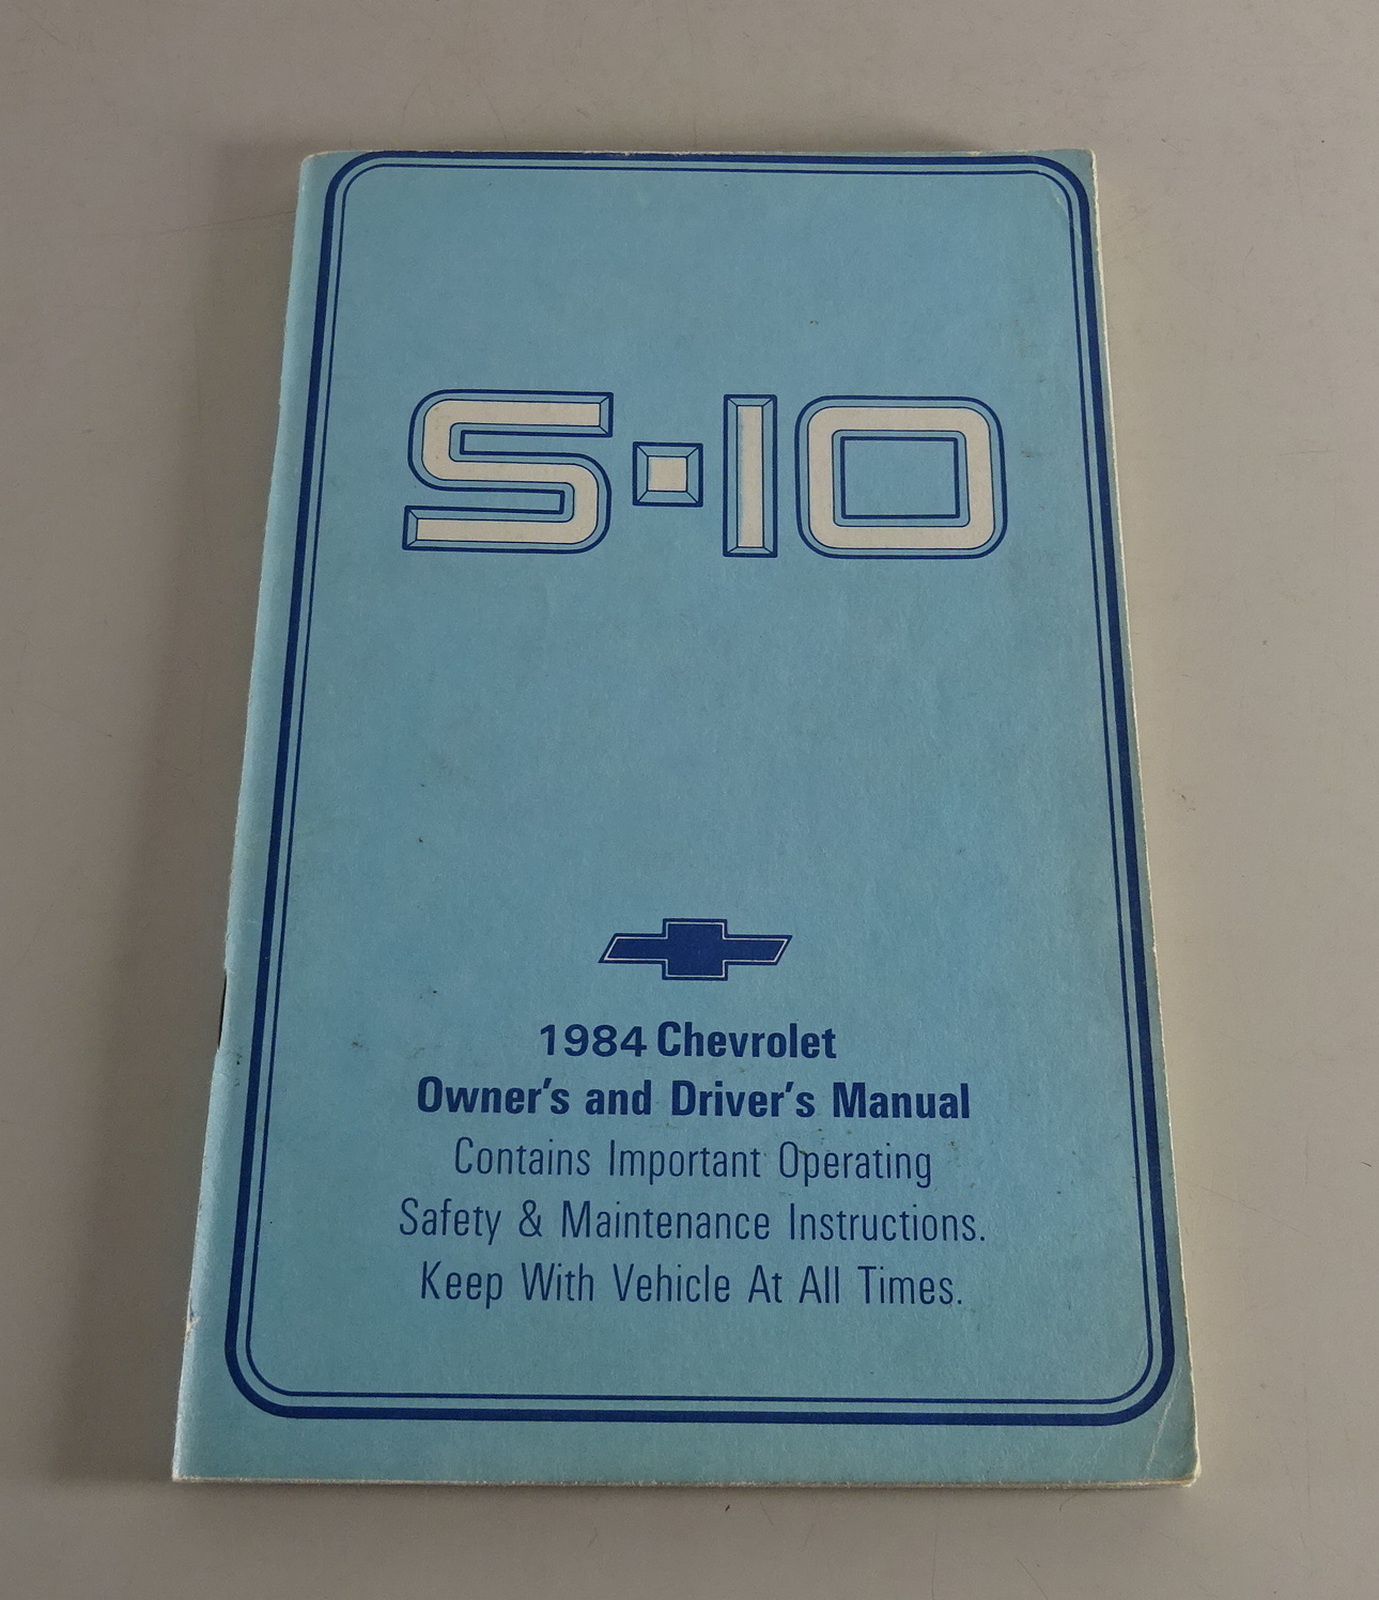 S-10
1984 Chevrolet
Owner's and Driver's Manual
Contains Important Operating
Safety & Maintenance Instructions.
Keep With Vehicle At All Times.